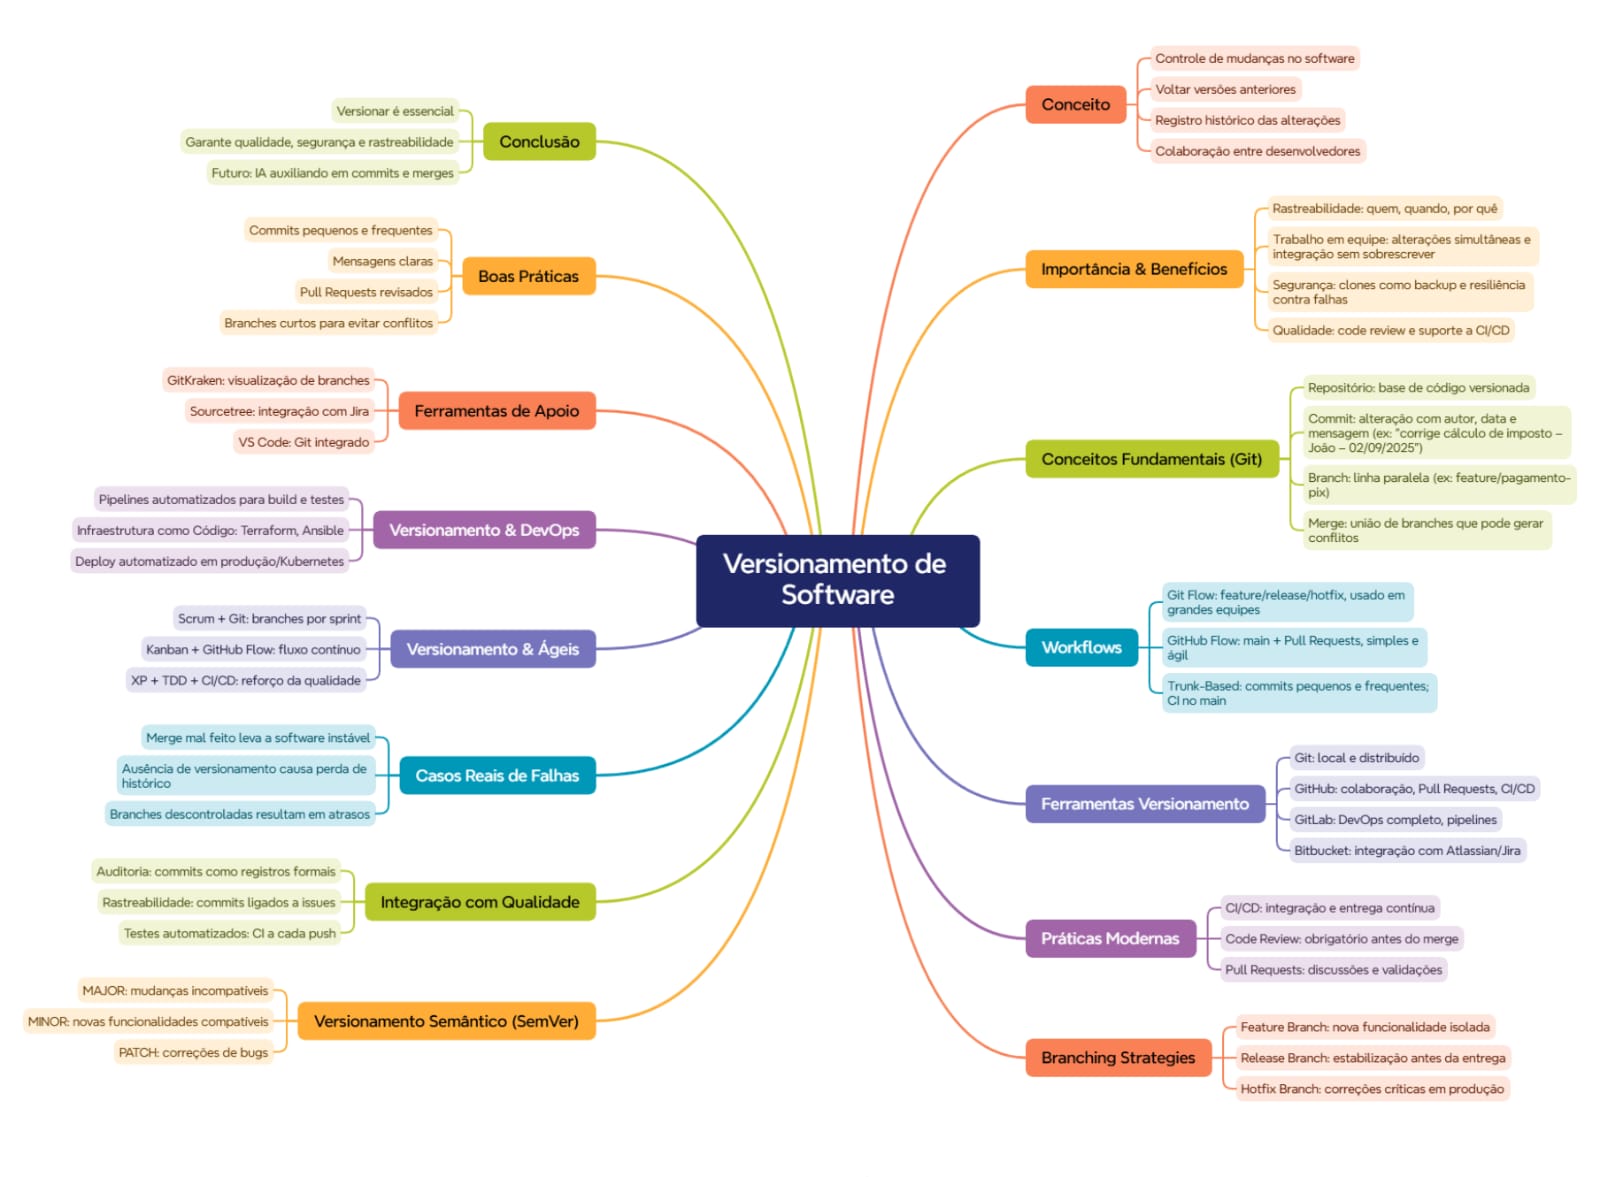 Versionamento de
Software
Conceito
Controle de mudanças no software
Voltar versões anteriores
Registro histórico das alterações
Colaboração entre desenvolvedores
Importância & Benefícios
Rastreabilidade: quem, quando, por quê
Trabalho em equipe: alterações simultâneas e
integração sem sobrescrever
Segurança: clones como backup e resiliência
contra falhas
Qualidade: code review e suporte a CI/CD
Conceitos Fundamentais (Git)
Repositório: base de código versionada
Commit: alteração com autor, data e
mensagem (ex: "corrige cálculo de imposto –
João – 02/09/2025")
Branch: linha paralela (ex: feature/pagamento-
pix)
Merge: união de branches que pode gerar
conflitos
Workflows
Git Flow: feature/release/hotfix, usado em
grandes equipes
GitHub Flow: main + Pull Requests, simples e
ágil
Trunk-Based: commits pequenos e frequentes;
CI no main
Ferramentas Versionamento
Git: local e distribuído
GitHub: colaboração, Pull Requests, CI/CD
GitLab: DevOps completo, pipelines
Bitbucket: integração com Atlassian/Jira
Práticas Modernas
CI/CD: integração e entrega contínua
Code Review: obrigatório antes do merge
Pull Requests: discussões e validações
Branching Strategies
Feature Branch: nova funcionalidade isolada
Release Branch: estabilização antes da entrega
Hotfix Branch: correções críticas em produção
Conclusão
Versionar é essencial
Garante qualidade, segurança e rastreabilidade
Futuro: IA auxiliando em commits e merges
Boas Práticas
Commits pequenos e frequentes
Mensagens claras
Pull Requests revisados
Branches curtos para evitar conflitos
Ferramentas de Apoio
GitKraken: visualização de branches
Sourcetree: integração com Jira
VS Code: Git integrado
Versionamento & DevOps
Pipelines automatizados para build e testes
Infraestrutura como Código: Terraform, Ansible
Deploy automatizado em produção/Kubernetes
Versionamento & Ágeis
Scrum + Git: branches por sprint
Kanban + GitHub Flow: fluxo contínuo
XP + TDD + CI/CD: reforço da qualidade
Casos Reais de Falhas
Merge mal feito leva a software instável
Ausência de versionamento causa perda de
histórico
Branches descontroladas resultam em atrasos
Integração com Qualidade
Auditoria: commits como registros formais
Rastreabilidade: commits ligados a issues
Testes automatizados: CI a cada push
Versionamento Semântico (SemVer)
MAJOR: mudanças incompatíveis
MINOR: novas funcionalidades compatíveis
PATCH: correções de bugs